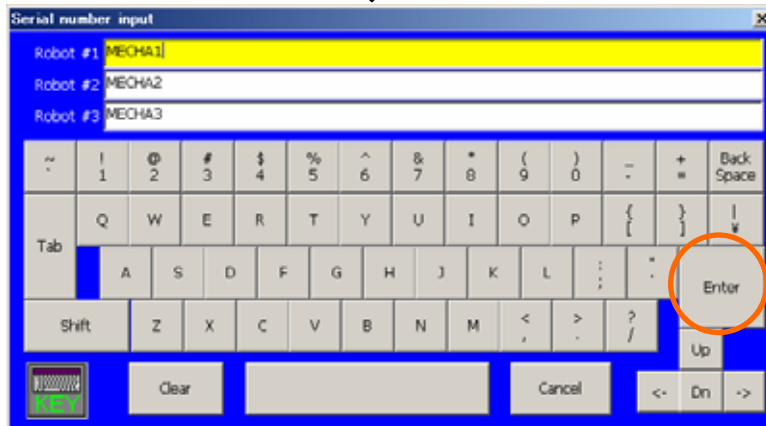 Serial number input
Robot #1 MECHA1
Robot #2 MECHA2
Robot #3 MECHA3
~ ! @ # $ % ^ & * ( ) _ + Back
` 1 2 3 4 5 6 7 8 9 0 - = Space
Tab Q W E R T Y U I O P { [ } ] | ¥
A S D F G H J K L : ; " ' Enter
Shift Z X C V B N M < , > . ? /
Up
KEY Clear Cancel <- Dn ->